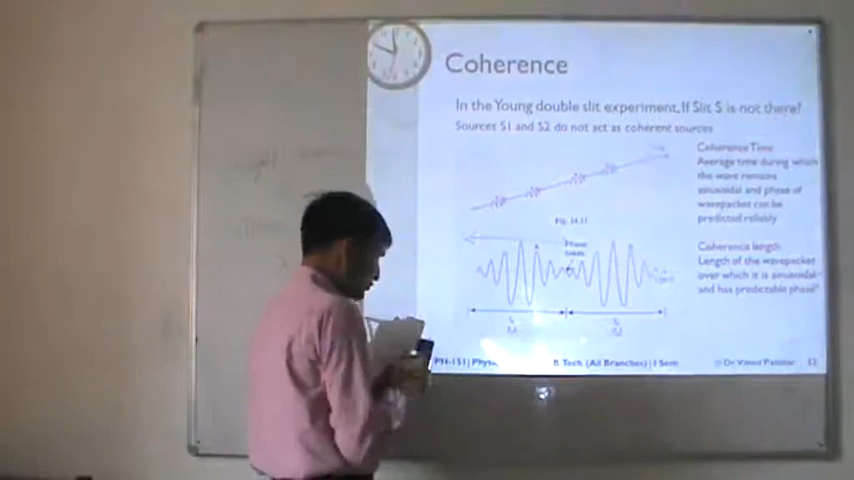 Coherence
In the Young double slit experiment, If Slit S is not there?
Sources S1 and S2 do not act as coherent sources
Coherence Time
Average time during which
the wave remains
sinusoidal and phase of
wavepacket can be
predicted reliably
Phase
break
Coherence length
Length of the wavepacket
over which it is sinusoidal
and has predictable phase
PH-151 | Physics
B. Tech. (All Branches) | I Sem